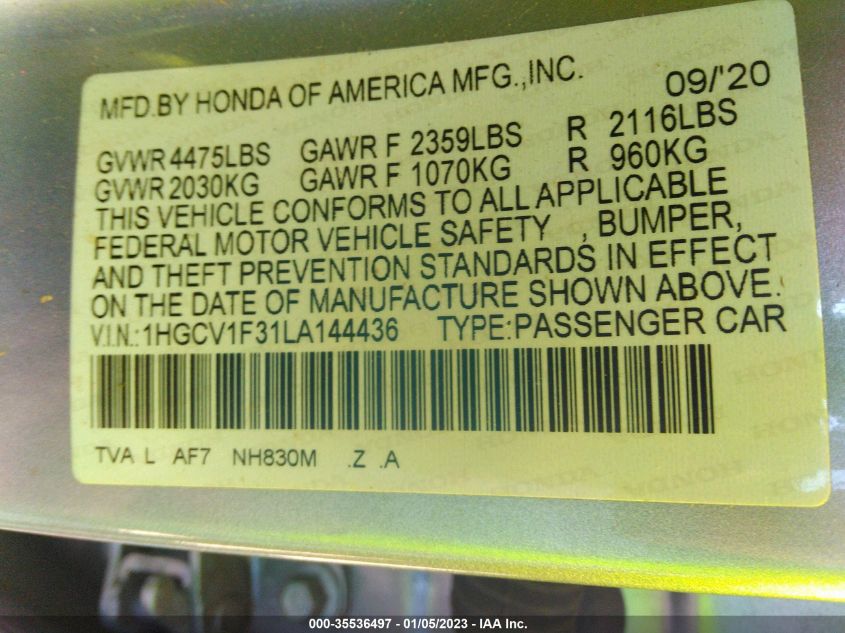 MFD.BY HONDA OF AMERICA MFG.,INC. 09/'20
GVWR 4475LBS GAWR F 2359LBS R 2116LBS
GVWR 2030KG GAWR F 1070KG R 960KG
THIS VEHICLE CONFORMS TO ALL APPLICABLE
FEDERAL MOTOR VEHICLE SAFETY , BUMPER,
AND THEFT PREVENTION STANDARDS IN EFFECT
ON THE DATE OF MANUFACTURE SHOWN ABOVE.
V.I.N.:1HGCV1F31LA144436 TYPE:PASSENGER CAR
TVA L AF7 NH830M .Z .A
000-35536497 - 01/05/2023 - IAA Inc.